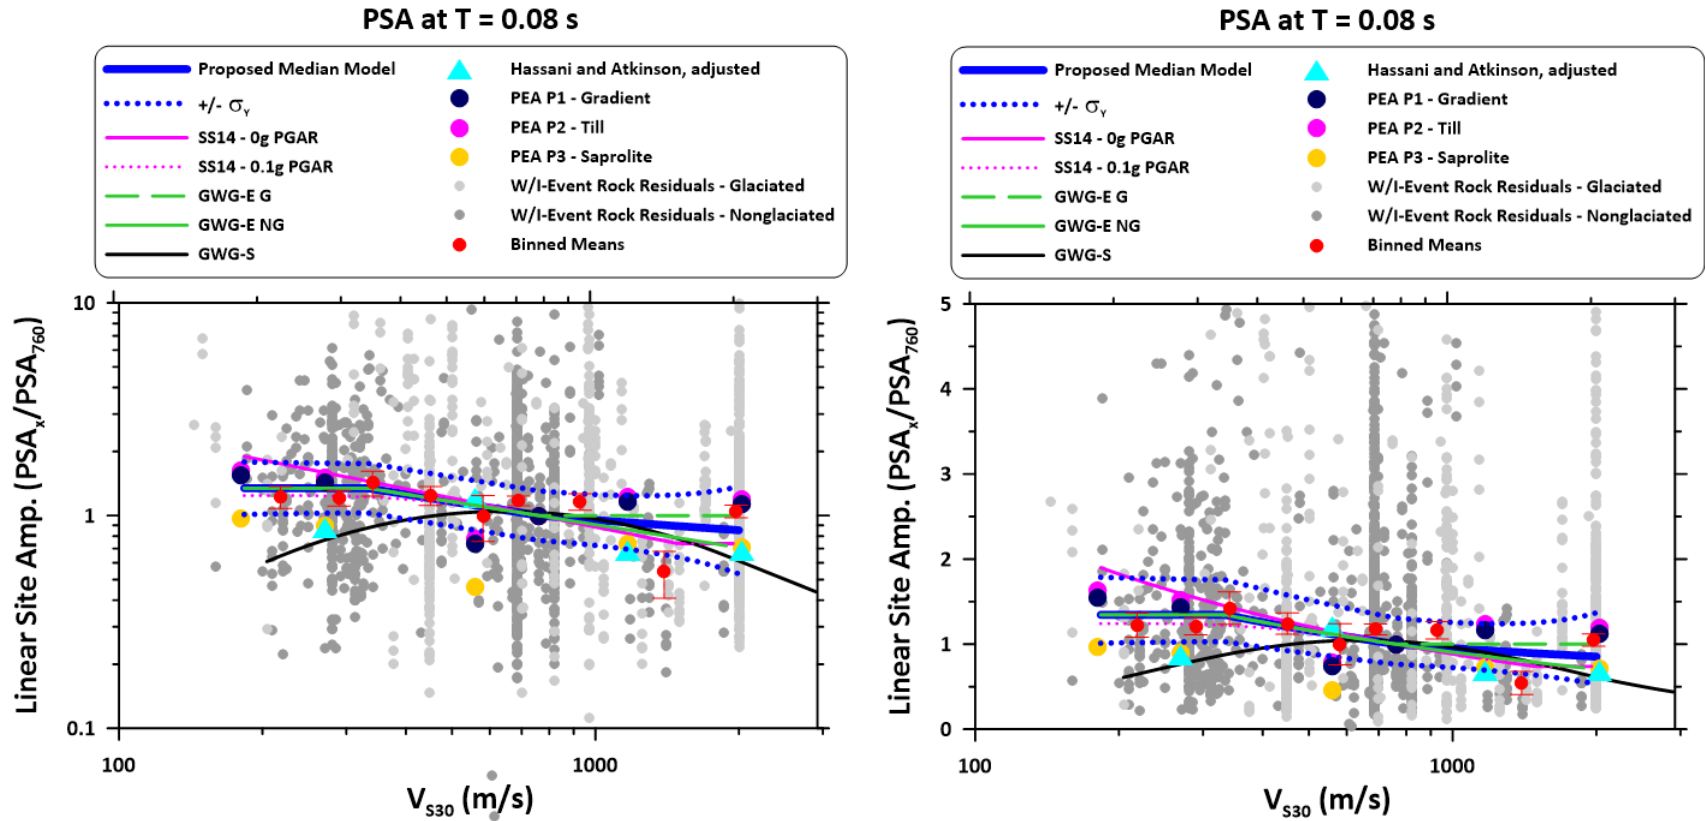 PSA at T = 0.08 s
Proposed Median Model
+/- σY
SS14 - 0g PGAR
SS14 - 0.1g PGAR
GWG-E G
GWG-E NG
GWG-S
Hassani and Atkinson, adjusted
PEA P1 - Gradient
PEA P2 - Till
PEA P3 - Saprolite
W/I-Event Rock Residuals - Glaciated
W/I-Event Rock Residuals - Nonglaciated
Binned Means
Linear Site Amp. (PSAx/PSA760)
10
1
0.1
100
1000
VS30 (m/s)
PSA at T = 0.08 s
Proposed Median Model
+/- σY
SS14 - 0g PGAR
SS14 - 0.1g PGAR
GWG-E G
GWG-E NG
GWG-S
Hassani and Atkinson, adjusted
PEA P1 - Gradient
PEA P2 - Till
PEA P3 - Saprolite
W/I-Event Rock Residuals - Glaciated
W/I-Event Rock Residuals - Nonglaciated
Binned Means
Linear Site Amp. (PSAx/PSA760)
5
4
3
2
1
0
100
1000
VS30 (m/s)